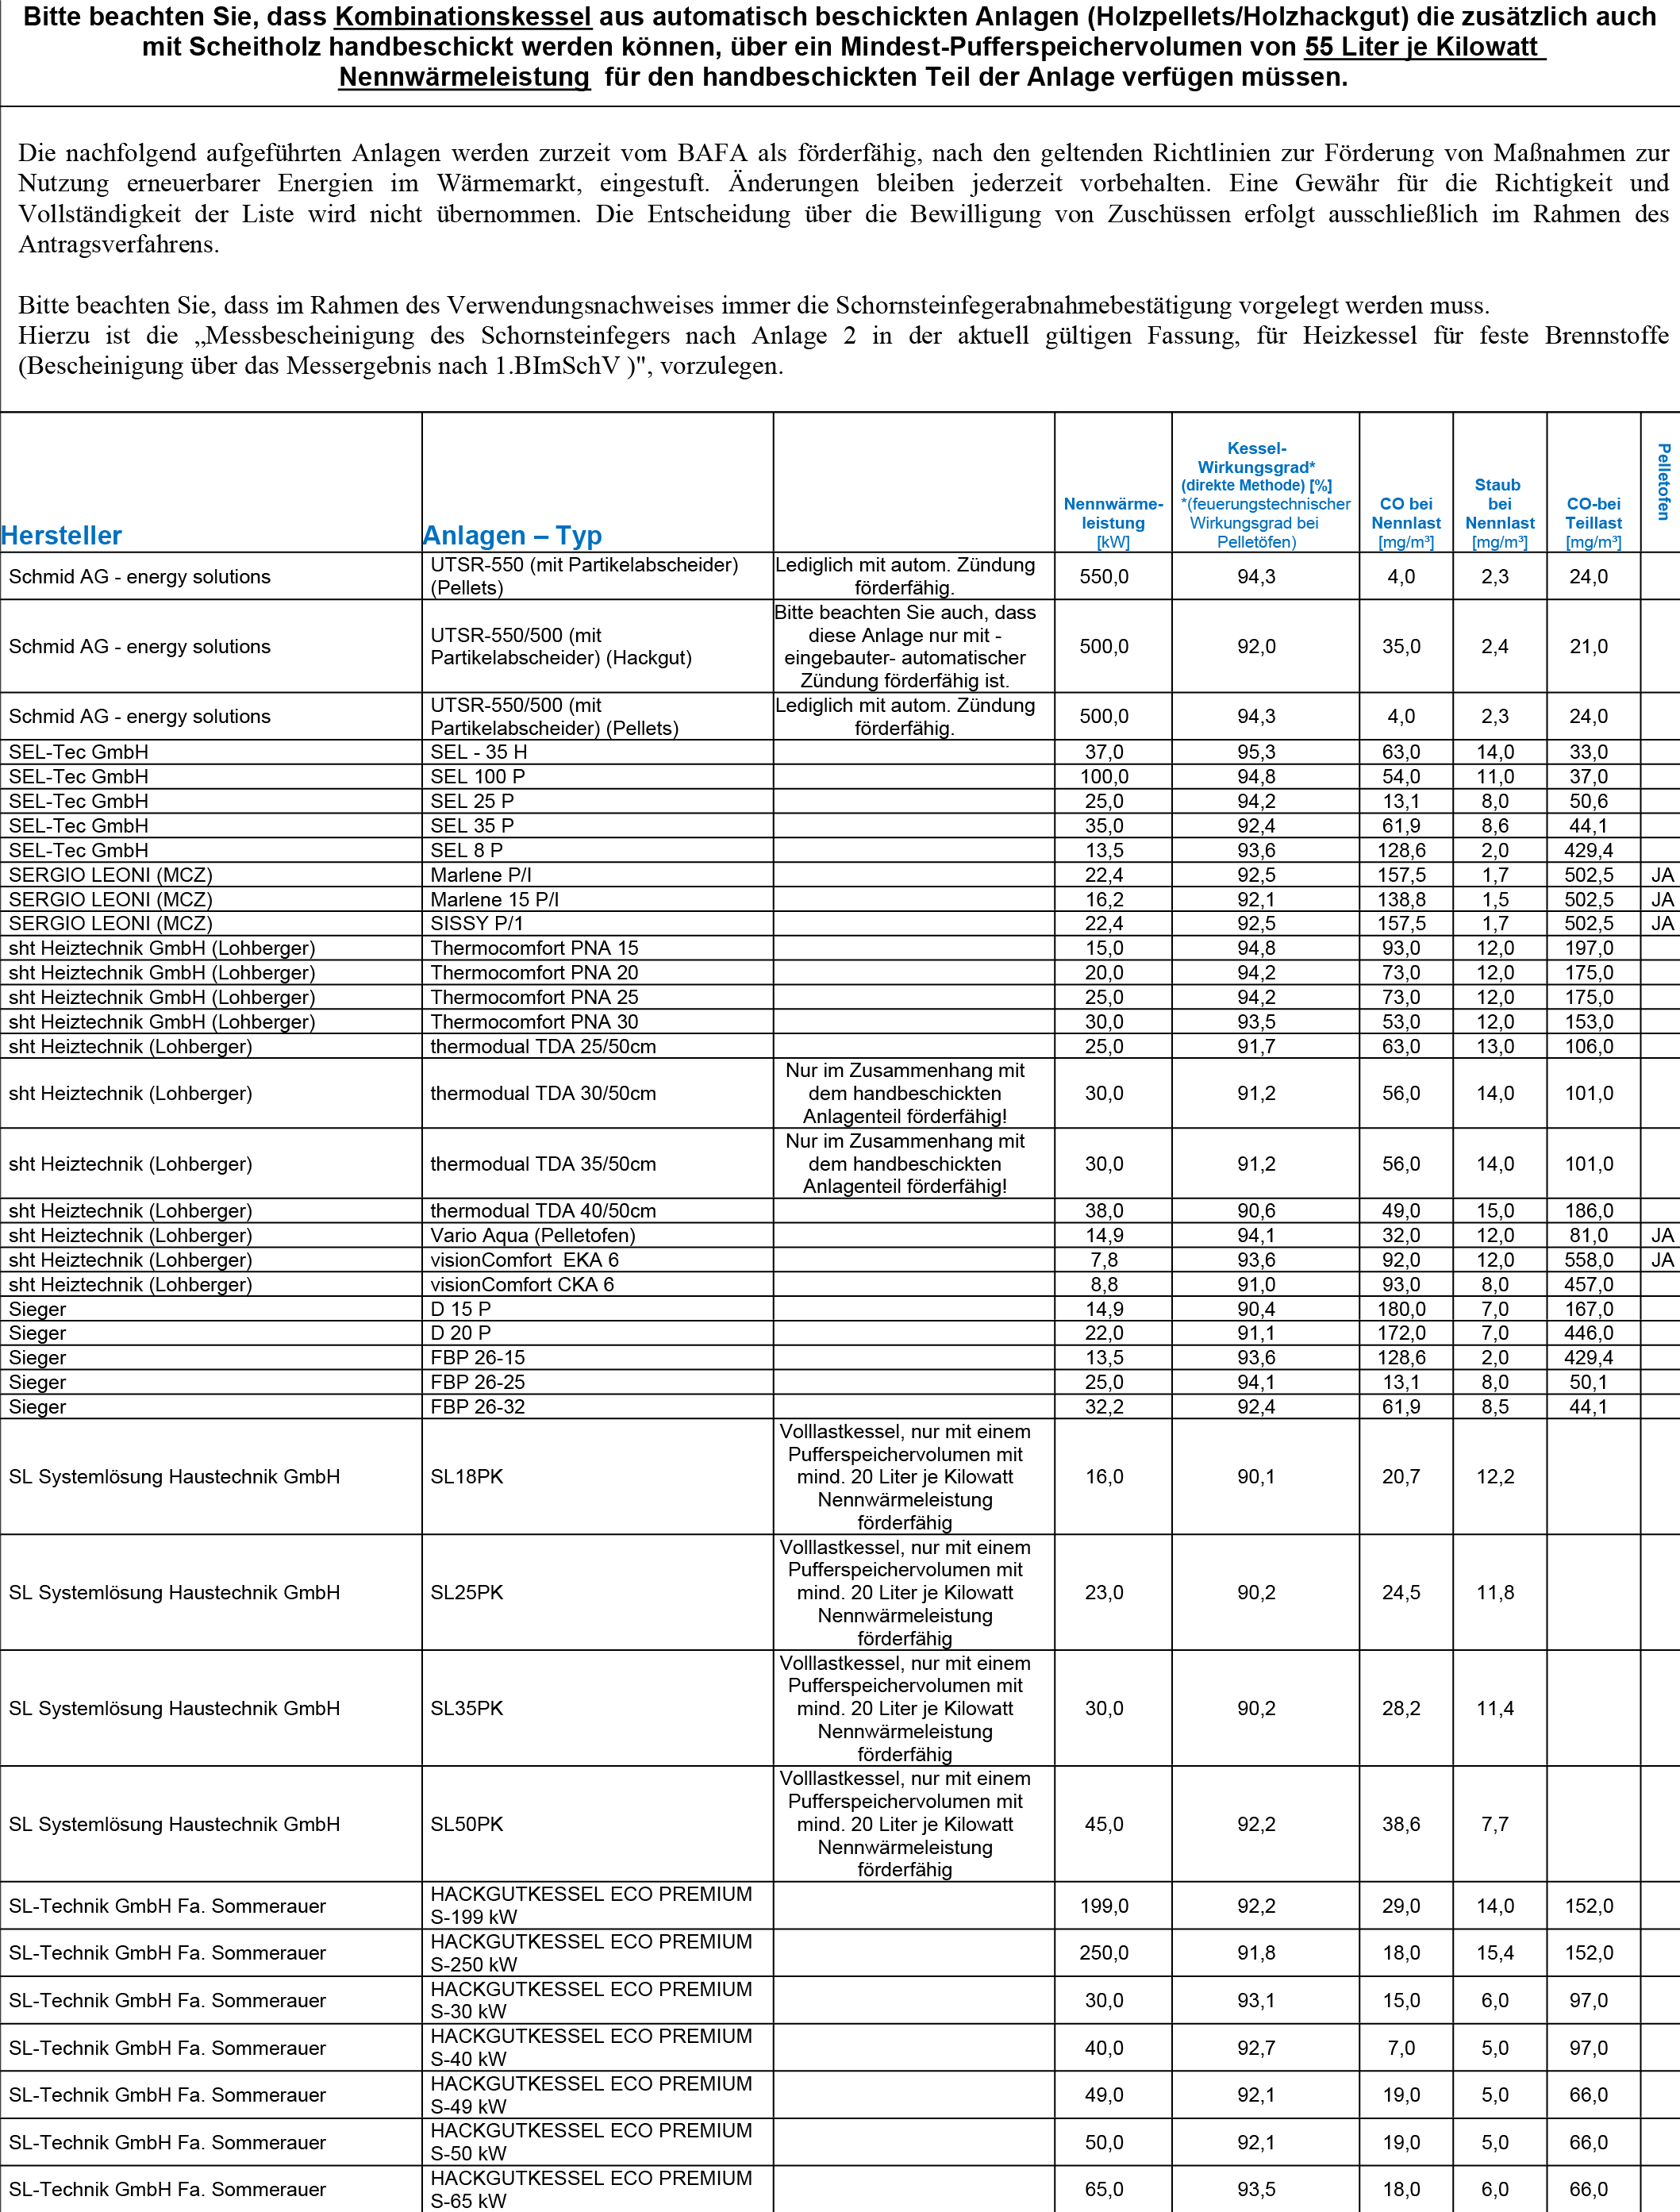 Bitte beachten Sie, dass Kombinationskessel aus automatisch beschickten Anlagen (Holzpellets/Holzhackgut) die zusätzlich auch
mit Scheitholz handbeschickt werden können, über ein Mindest-Pufferspeichervolumen von 55 Liter je Kilowatt
Nennwärmeleistung für den handbeschickten Teil der Anlage verfügen müssen.
Die nachfolgend aufgeführten Anlagen werden zurzeit vom BAFA als förderfähig, nach den geltenden Richtlinien zur Förderung von Maßnahmen zur
Nutzung erneuerbarer Energien im Wärmemarkt, eingestuft. Änderungen bleiben jederzeit vorbehalten. Eine Gewähr für die Richtigkeit und
Vollständigkeit der Liste wird nicht übernommen. Die Entscheidung über die Bewilligung von Zuschüssen erfolgt ausschließlich im Rahmen des
Antragsverfahrens.
Bitte beachten Sie, dass im Rahmen des Verwendungsnachweises immer die Schornsteinfegerabnahmebestätigung vorgelegt werden muss.
Hierzu ist die „Messbescheinigung des Schornsteinfegers nach Anlage 2 in der aktuell gültigen Fassung, für Heizkessel für feste Brennstoffe
(Bescheinigung über das Messergebnis nach 1.BImSchV )", vorzulegen.
Hersteller
Anlagen – Typ
Nennwärme-
leistung
[kW]
Kessel-
Wirkungsgrad*
(direkte Methode) [%]
*(feuerungstechnischer
Wirkungsgrad bei
Pelletöfen)
CO bei
Nennlast
[mg/m³]
Staub
bei
Nennlast
[mg/m³]
CO-bei
Teillast
[mg/m³]
Pelletofen
Schmid AG - energy solutions
UTSR-550 (mit Partikelabscheider)
(Pellets)
Lediglich mit autom. Zündung
förderfähig.
550,0 94,3 4,0 2,3 24,0
Schmid AG - energy solutions
UTSR-550/500 (mit
Partikelabscheider) (Hackgut)
Bitte beachten Sie auch, dass
diese Anlage nur mit -
eingebauter- automatischer
Zündung förderfähig ist.
500,0 92,0 35,0 2,4 21,0
Schmid AG - energy solutions
UTSR-550/500 (mit
Partikelabscheider) (Pellets)
Lediglich mit autom. Zündung
förderfähig.
500,0 94,3 4,0 2,3 24,0
SEL-Tec GmbH SEL - 35 H 37,0 95,3 63,0 14,0 33,0
SEL-Tec GmbH SEL 100 P 100,0 94,8 54,0 11,0 37,0
SEL-Tec GmbH SEL 25 P 25,0 94,2 13,1 8,0 50,6
SEL-Tec GmbH SEL 35 P 35,0 92,4 61,9 8,6 44,1
SEL-Tec GmbH SEL 8 P 13,5 93,6 128,6 2,0 429,4
SERGIO LEONI (MCZ) Marlene P/I 22,4 92,5 157,5 1,7 502,5 JA
SERGIO LEONI (MCZ) Marlene 15 P/I 16,2 92,1 138,8 1,5 502,5 JA
SERGIO LEONI (MCZ) SISSY P/1 22,4 92,5 157,5 1,7 502,5 JA
sht Heiztechnik GmbH (Lohberger) Thermocomfort PNA 15 15,0 94,8 93,0 12,0 197,0
sht Heiztechnik GmbH (Lohberger) Thermocomfort PNA 20 20,0 94,2 73,0 12,0 175,0
sht Heiztechnik GmbH (Lohberger) Thermocomfort PNA 25 25,0 94,2 73,0 12,0 175,0
sht Heiztechnik GmbH (Lohberger) Thermocomfort PNA 30 30,0 93,5 53,0 12,0 153,0
sht Heiztechnik (Lohberger) thermodual TDA 25/50cm 25,0 91,7 63,0 13,0 106,0
sht Heiztechnik (Lohberger) thermodual TDA 30/50cm
Nur im Zusammenhang mit
dem handbeschickten
Anlagenteil förderfähig!
30,0 91,2 56,0 14,0 101,0
sht Heiztechnik (Lohberger) thermodual TDA 35/50cm
Nur im Zusammenhang mit
dem handbeschickten
Anlagenteil förderfähig!
30,0 91,2 56,0 14,0 101,0
sht Heiztechnik (Lohberger) thermodual TDA 40/50cm 38,0 90,6 49,0 15,0 186,0
sht Heiztechnik (Lohberger) Vario Aqua (Pelletofen) 14,9 94,1 32,0 12,0 81,0 JA
sht Heiztechnik (Lohberger) visionComfort EKA 6 7,8 93,6 92,0 12,0 558,0 JA
sht Heiztechnik (Lohberger) visionComfort CKA 6 8,8 91,0 93,0 8,0 457,0
Sieger D 15 P 14,9 90,4 180,0 7,0 167,0
Sieger D 20 P 22,0 91,1 172,0 7,0 446,0
Sieger FBP 26-15 13,5 93,6 128,6 2,0 429,4
Sieger FBP 26-25 25,0 94,1 13,1 8,0 50,1
Sieger FBP 26-32 32,2 92,4 61,9 8,5 44,1
SL Systemlösung Haustechnik GmbH SL18PK
Volllastkessel, nur mit einem
Pufferspeichervolumen mit
mind. 20 Liter je Kilowatt
Nennwärmeleistung
förderfähig
16,0 90,1 20,7 12,2
SL Systemlösung Haustechnik GmbH SL25PK
Volllastkessel, nur mit einem
Pufferspeichervolumen mit
mind. 20 Liter je Kilowatt
Nennwärmeleistung
förderfähig
23,0 90,2 24,5 11,8
SL Systemlösung Haustechnik GmbH SL35PK
Volllastkessel, nur mit einem
Pufferspeichervolumen mit
mind. 20 Liter je Kilowatt
Nennwärmeleistung
förderfähig
30,0 90,2 28,2 11,4
SL Systemlösung Haustechnik GmbH SL50PK
Volllastkessel, nur mit einem
Pufferspeichervolumen mit
mind. 20 Liter je Kilowatt
Nennwärmeleistung
förderfähig
45,0 92,2 38,6 7,7
SL-Technik GmbH Fa. Sommerauer
HACKGUTKESSEL ECO PREMIUM
S-199 kW
199,0 92,2 29,0 14,0 152,0
SL-Technik GmbH Fa. Sommerauer
HACKGUTKESSEL ECO PREMIUM
S-250 kW
250,0 91,8 18,0 15,4 152,0
SL-Technik GmbH Fa. Sommerauer
HACKGUTKESSEL ECO PREMIUM
S-30 kW
30,0 93,1 15,0 6,0 97,0
SL-Technik GmbH Fa. Sommerauer
HACKGUTKESSEL ECO PREMIUM
S-40 kW
40,0 92,7 7,0 5,0 97,0
SL-Technik GmbH Fa. Sommerauer
HACKGUTKESSEL ECO PREMIUM
S-49 kW
49,0 92,1 19,0 5,0 66,0
SL-Technik GmbH Fa. Sommerauer
HACKGUTKESSEL ECO PREMIUM
S-50 kW
50,0 92,1 19,0 5,0 66,0
SL-Technik GmbH Fa. Sommerauer
HACKGUTKESSEL ECO PREMIUM
S-65 kW
65,0 93,5 18,0 6,0 66,0